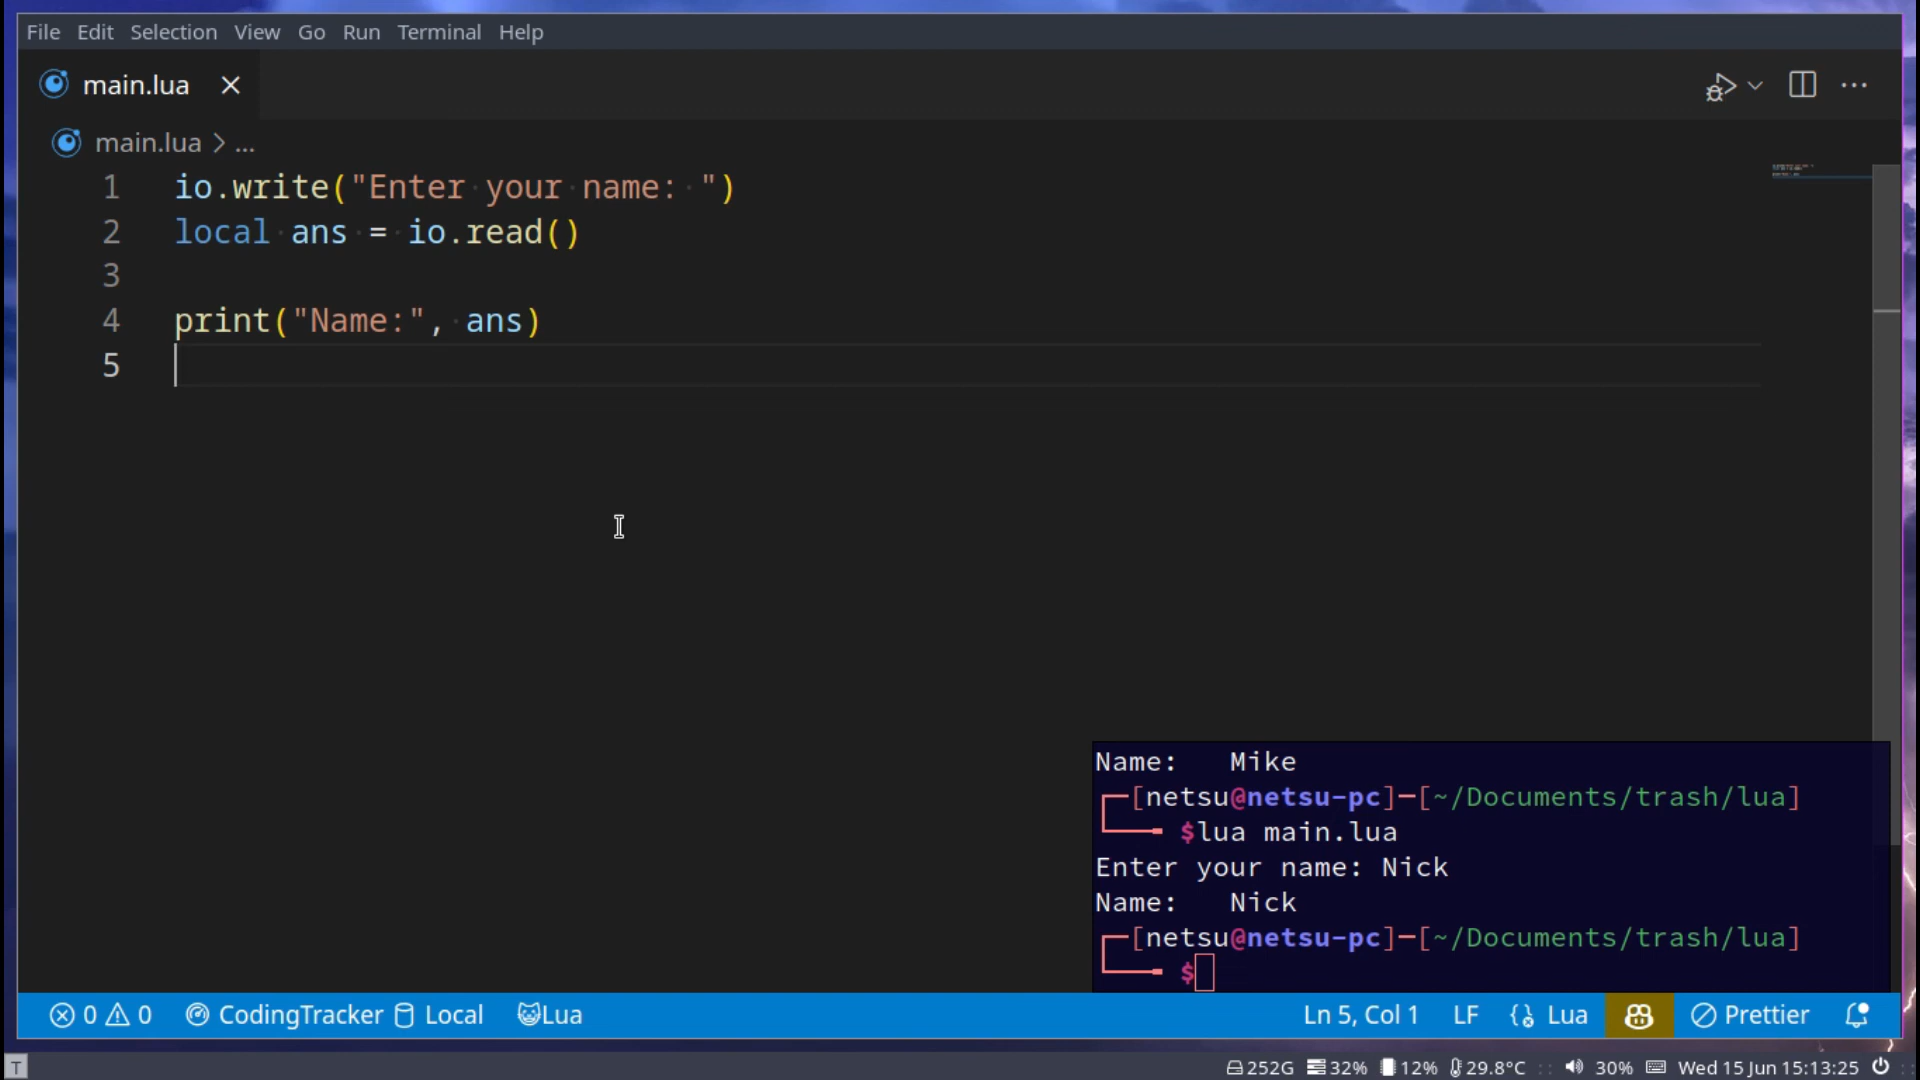 File Edit Selection View Go Run Terminal Help
main.lua
main.lua > ...
1 io.write("Enter your name: ")
2 local ans = io.read()
3
4 print("Name:", ans)
5
Name: Mike
[netsu@netsu-pc]-[~/Documents/trash/lua]
$lua main.lua
Enter your name: Nick
Name: Nick
[netsu@netsu-pc]-[~/Documents/trash/lua]
$
0 0 CodingTracker Local Lua Ln 5, Col 1 LF Lua Prettier
T 252G 32% 12% 29.8°C 30% Wed 15 Jun 15:13:25